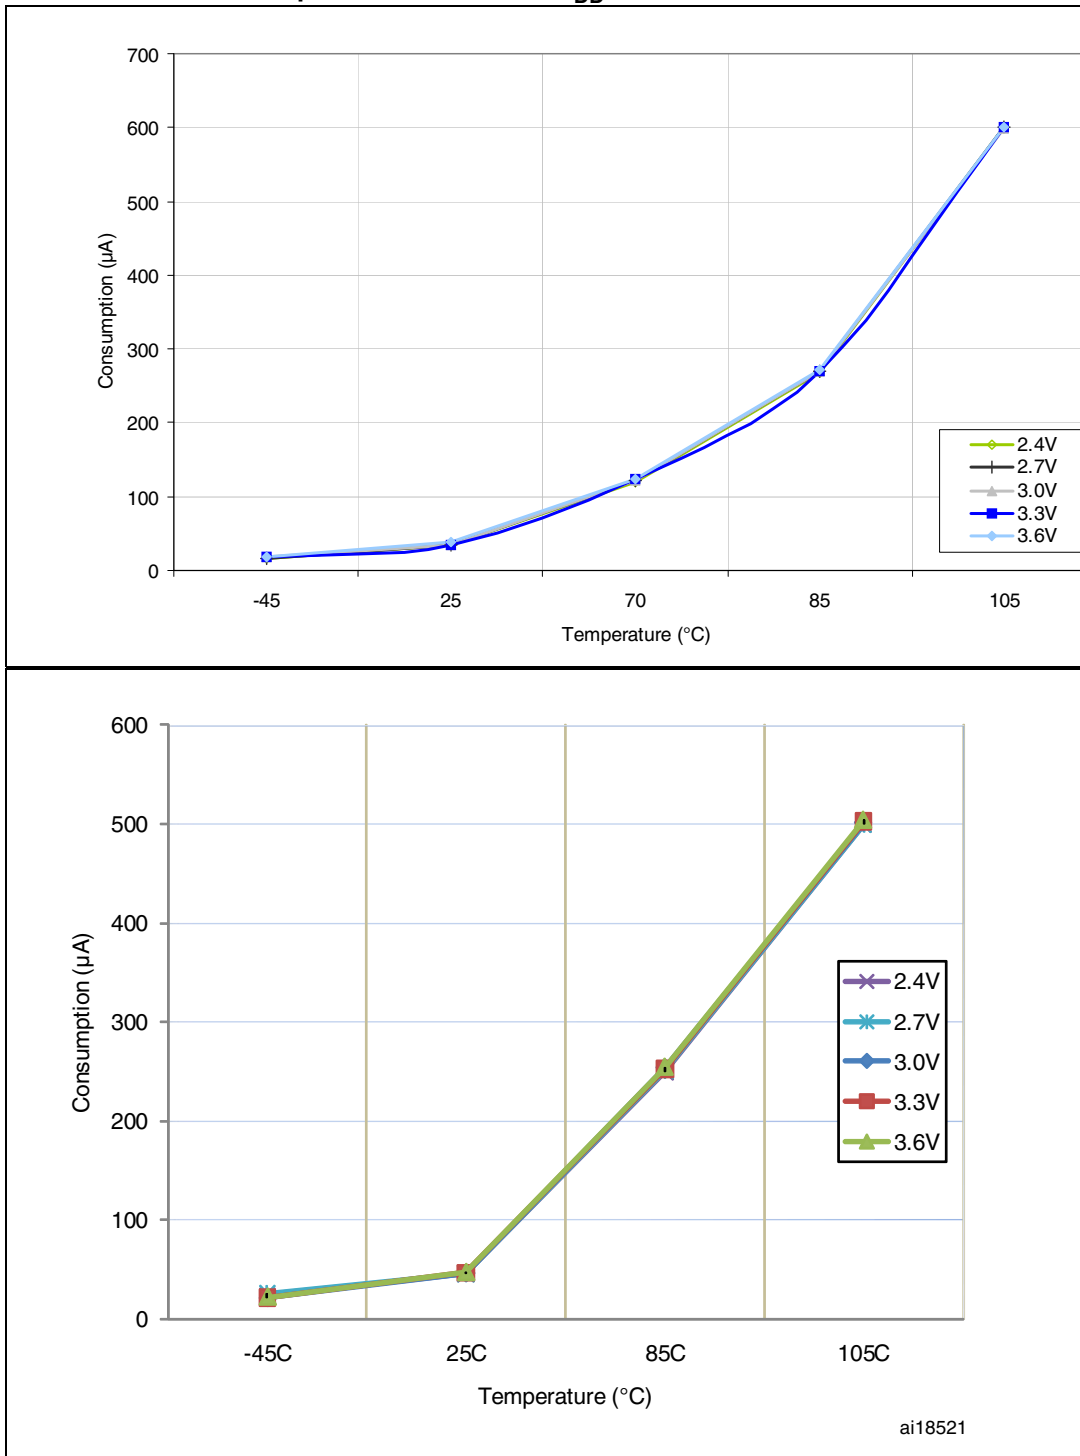 700
600
500
400
300
200
100
0
Consumption (µA)
-45 25 70 85 105
Temperature (°C)
2.4V
2.7V
3.0V
3.3V
3.6V
600
500
400
300
200
100
0
Consumption (µA)
-45C 25C 85C 105C
Temperature (°C)
2.4V
2.7V
3.0V
3.3V
3.6V
ai18521